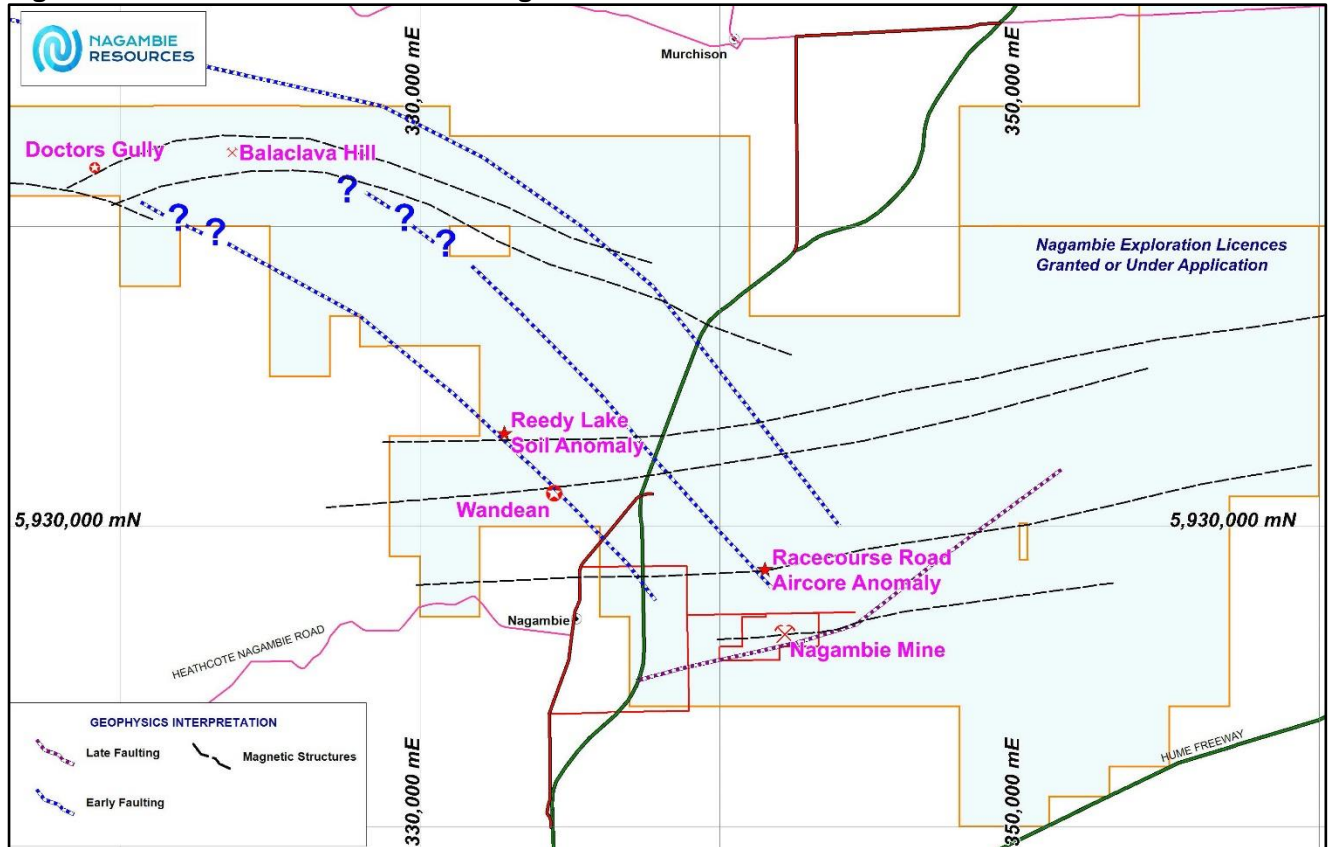 NAGAMBIE
RESOURCES
Murchison
330,000 mE
350,000 mE
Doctors Gully
Balaclava Hill
?
?
?
?
?
Nagambie Exploration Licences
Granted or Under Application
Reedy Lake
Soil Anomaly
Wandean
5,930,000 mN
5,930,000 mN
Racecourse Road
Aircore Anomaly
Nagambie
Nagambie Mine
HEATHCOTE NAGAMBIE ROAD
GEOPHYSICS INTERPRETATION
Late Faulting
Magnetic Structures
Early Faulting
330,000 mE
350,000 mE
HUME FREEWAY